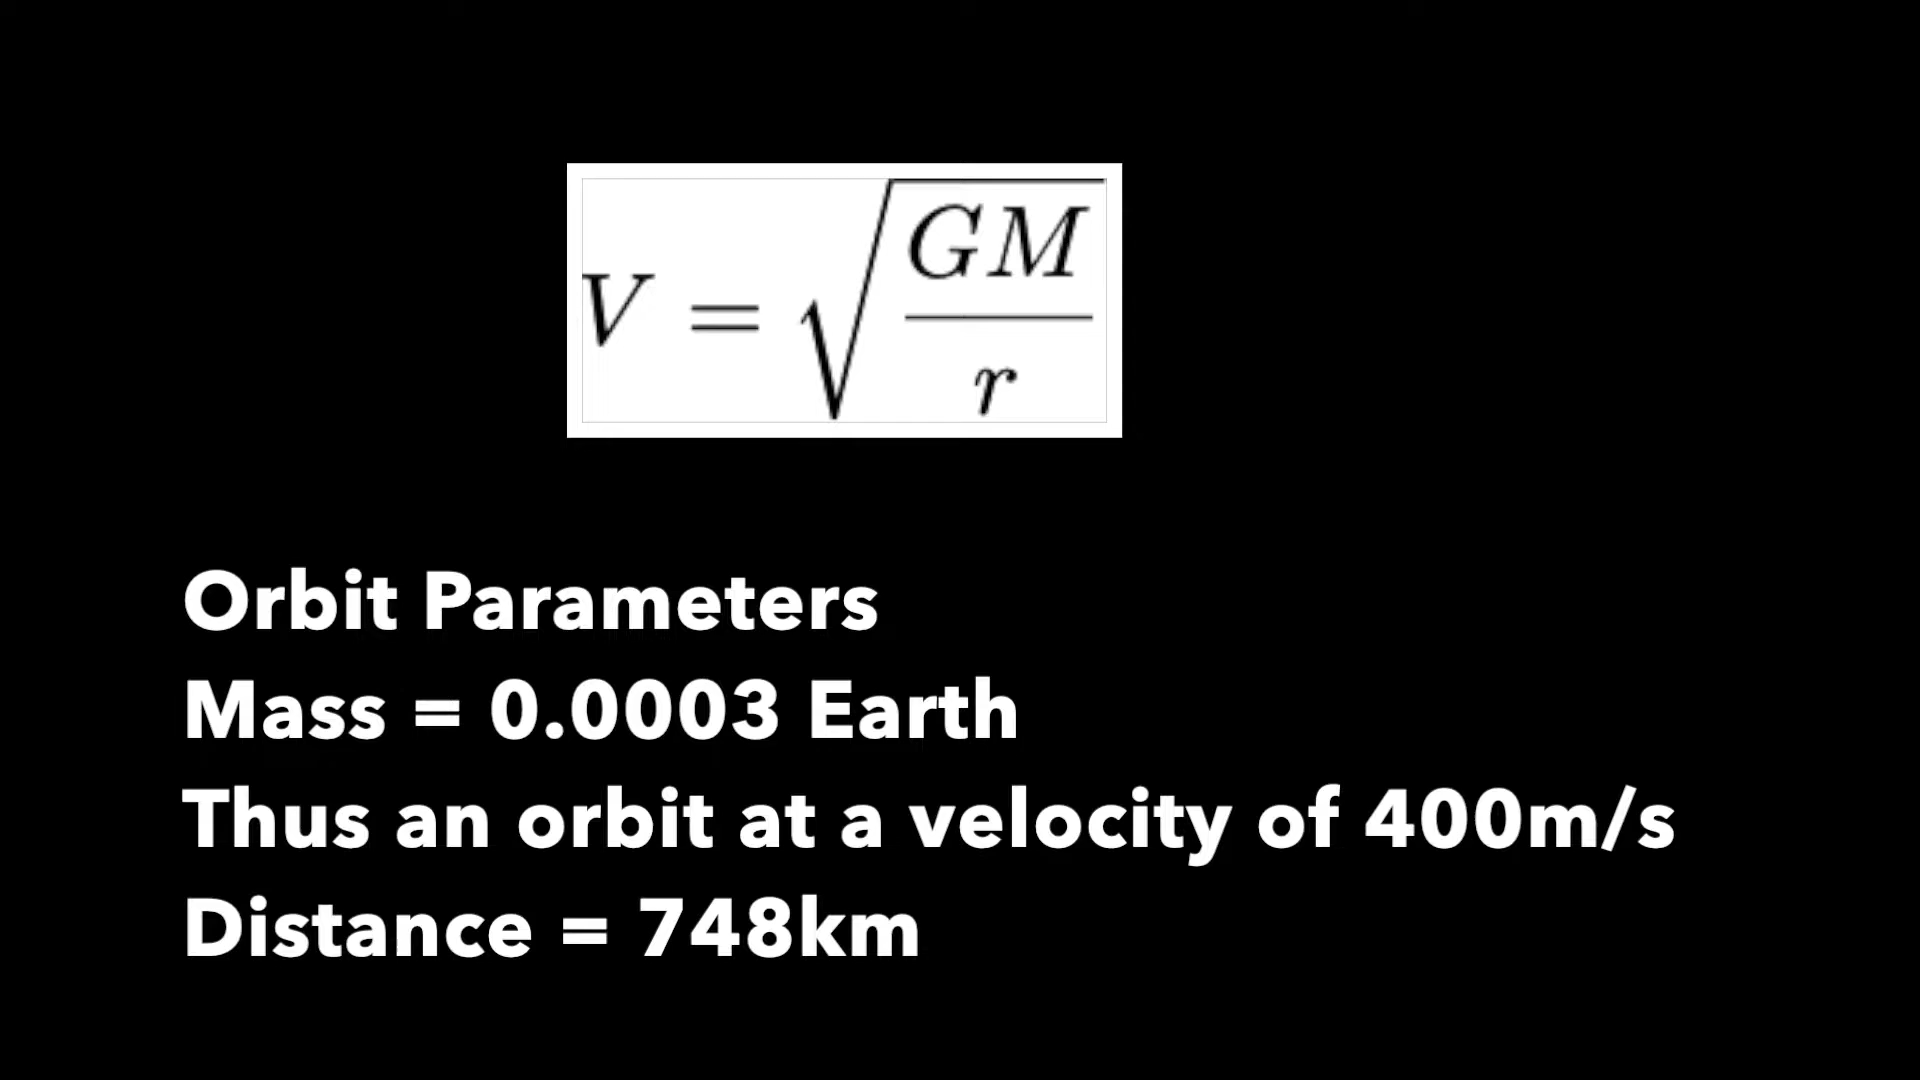 V = √(GM/r)
Orbit Parameters
Mass = 0.0003 Earth
Thus an orbit at a velocity of 400m/s
Distance = 748km